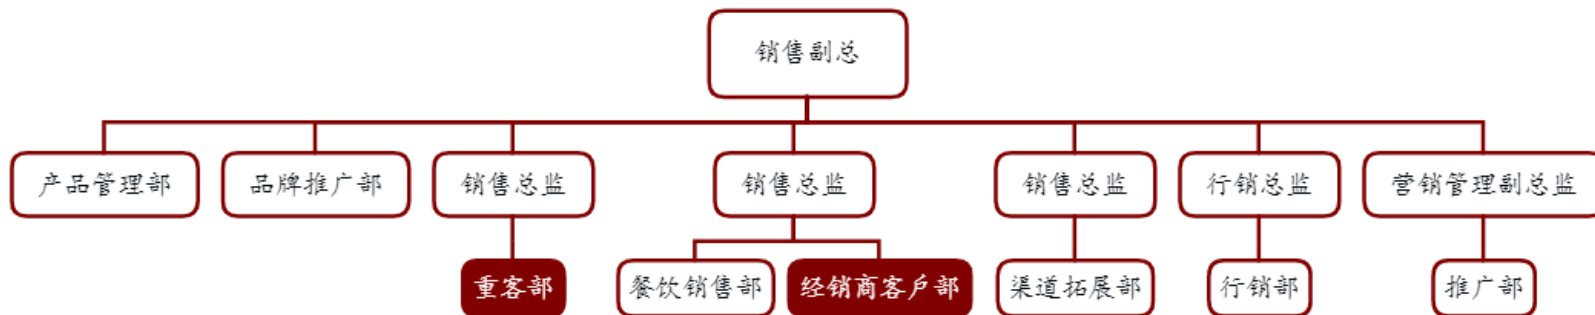 销售副总
产品管理部
品牌推广部
销售总监
销售总监
销售总监
行销总监
营销管理副总监
重客部
餐饮销售部
经销商客户部
渠道拓展部
行销部
推广部